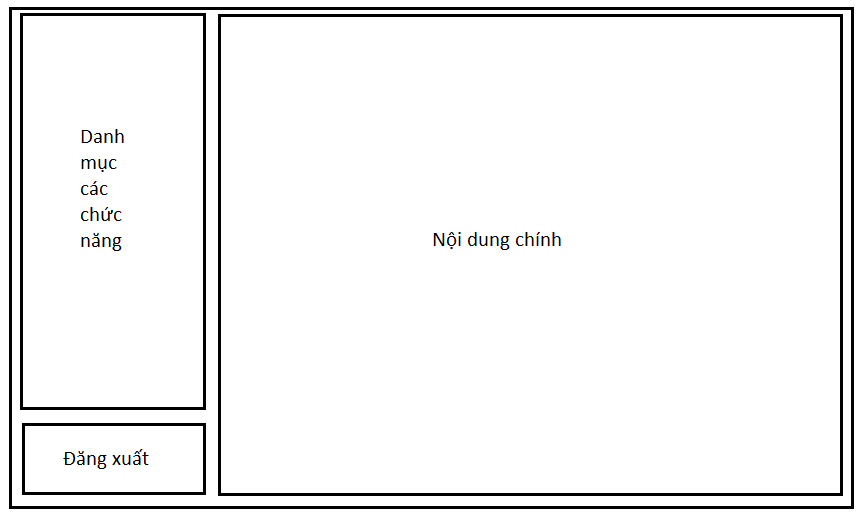 Danh
mục
các
chức
năng
Nội dung chính
Đăng xuất